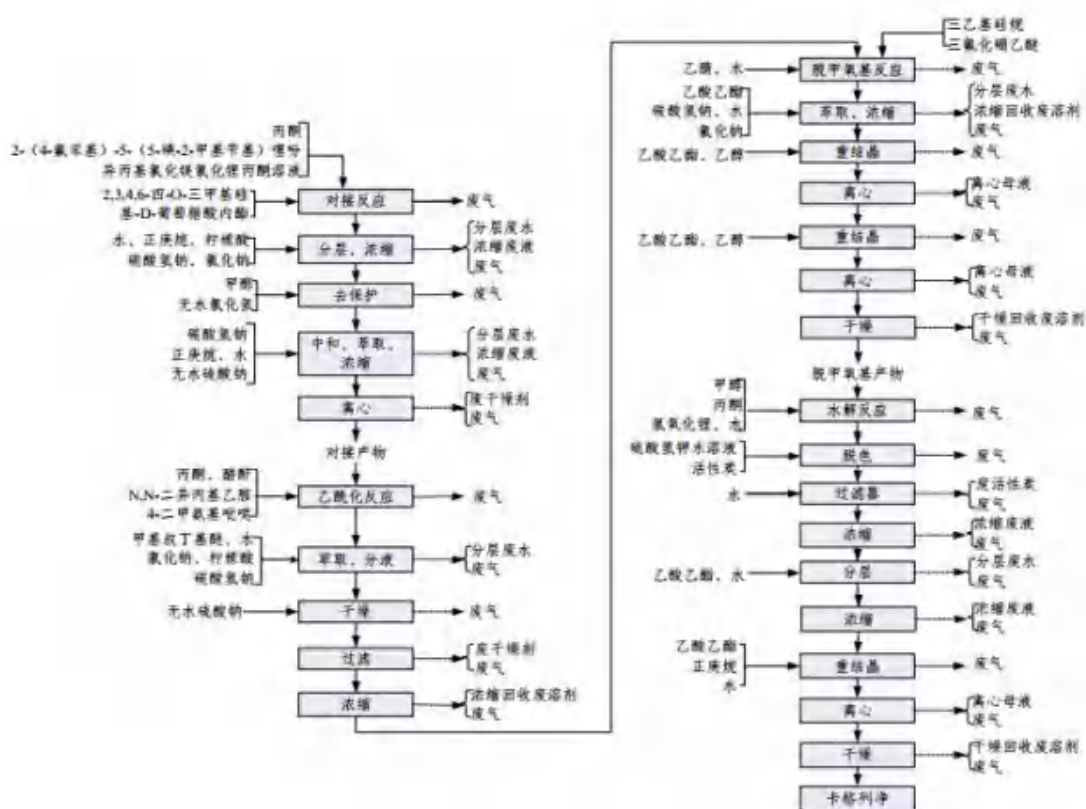 丙酮
2-（4-氟苯基）-5-（5-碘-2-甲基苄基）噻吩
异丙基氯化镁氯化锂丙酮溶液
2,3,4,6-四-O-三甲基硅
基-D-葡萄糖酸内酯
对接反应
废气
水、正庚烷、柠檬酸
碳酸氢钠、氯化钠
分层、浓缩
分层废水
浓缩废液
废气
甲醇
无水氯化氢
去保护
废气
碳酸氢钠
正庚烷、水
无水硫酸钠
中和、萃取、
浓缩
分层废水
浓缩废液
废气
离心
废干燥剂
废气
对接产物
丙酮、醋酐
N,N-二异丙基乙胺
4-二甲氨基吡啶
乙酰化反应
废气
甲基叔丁基醚、水
氯化钠、柠檬酸
碳酸氢钠
萃取、分液
分层废水
废气
无水硫酸钠
干燥
废气
过滤
废干燥剂
废气
浓缩
浓缩回收废溶剂
废气
三乙基硅烷
三氟化硼乙醚
乙腈、水
脱甲氧基反应
废气
乙酸乙酯
碳酸氢钠、水
氯化钠
萃取、浓缩
分层废水
浓缩回收废溶剂
废气
乙酸乙酯、乙醇
重结晶
废气
离心
离心母液
废气
乙酸乙酯、乙醇
重结晶
废气
离心
离心母液
废气
干燥
干燥回收废溶剂
废气
脱甲氧基产物
甲醇
丙酮
氢氧化锂、水
水解反应
废气
硫酸氢钾水溶液
活性炭
脱色
废气
水
过滤器
废活性炭
废气
浓缩
浓缩废液
废气
乙酸乙酯、水
分层
分层废水
废气
浓缩
浓缩废液
废气
乙酸乙酯
正庚烷
水
重结晶
废气
离心
离心母液
废气
干燥
干燥回收废溶剂
废气
卡格列净